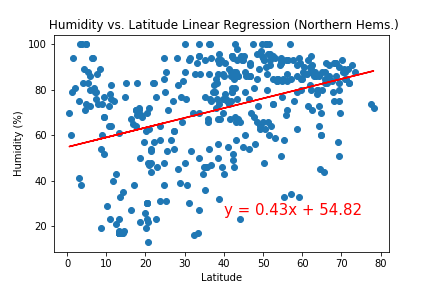 Humidity vs. Latitude Linear Regression (Northern Hems.)
100
80
60
40
20
Humidity (%)
y = 0.43x + 54.82
0 10 20 30 40 50 60 70 80
Latitude